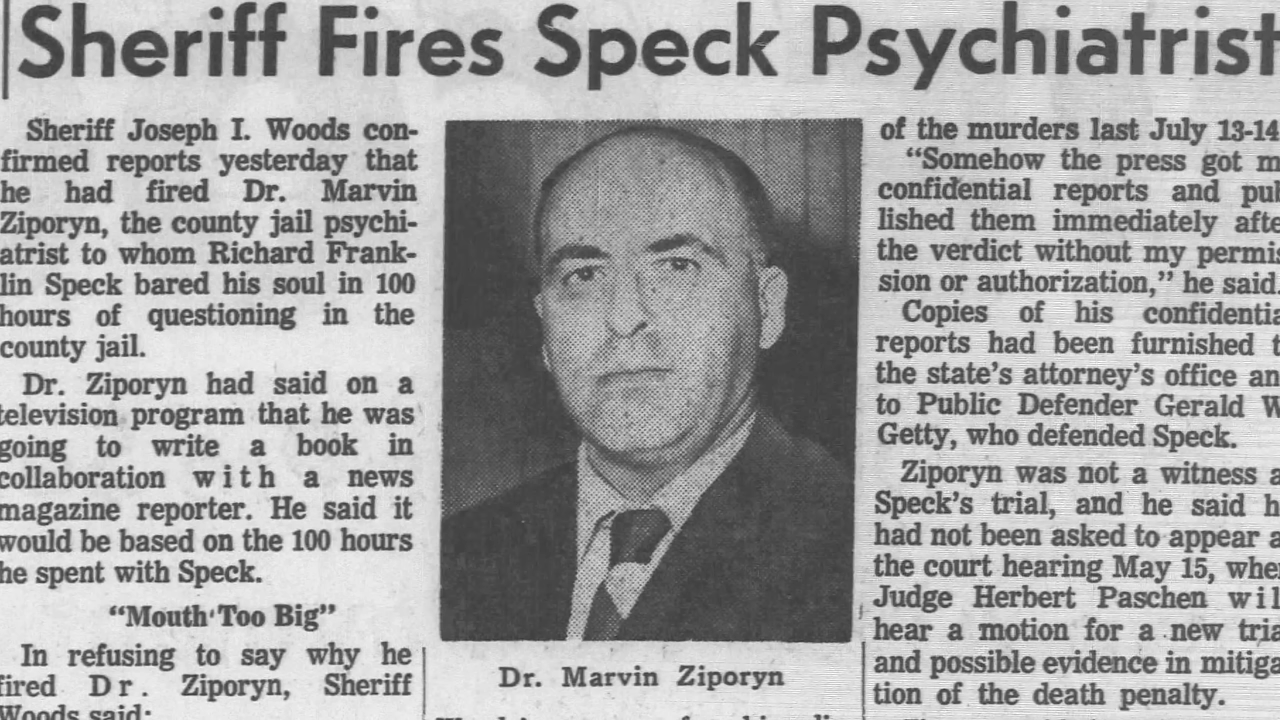 Sheriff Fires Speck Psychiatrist
Sheriff Joseph I. Woods con-
firmed reports yesterday that
he had fired Dr. Marvin
Ziporyn, the county jail psychi-
atrist to whom Richard Frank-
lin Speck bared his soul in 100
hours of questioning in the
county jail.
Dr. Ziporyn had said on a
television program that he was
going to write a book in
collaboration with a news
magazine reporter. He said it
would be based on the 100 hours
he spent with Speck.
"Mouth Too Big"
In refusing to say why he
fired Dr. Ziporyn, Sheriff
Woods said:
Dr. Marvin Ziporyn
of the murders last July 13-14
"Somehow the press got m
confidential reports and pub
lished them immediately afte
the verdict without my permis
sion or authorization," he said.
Copies of his confidentia
reports had been furnished t
the state's attorney's office an
to Public Defender Gerald W
Getty, who defended Speck.
Ziporyn was not a witness a
Speck's trial, and he said h
had not been asked to appear a
the court hearing May 15, when
Judge Herbert Paschen wil
hear a motion for a new tria
and possible evidence in mitiga
tion of the death penalty.